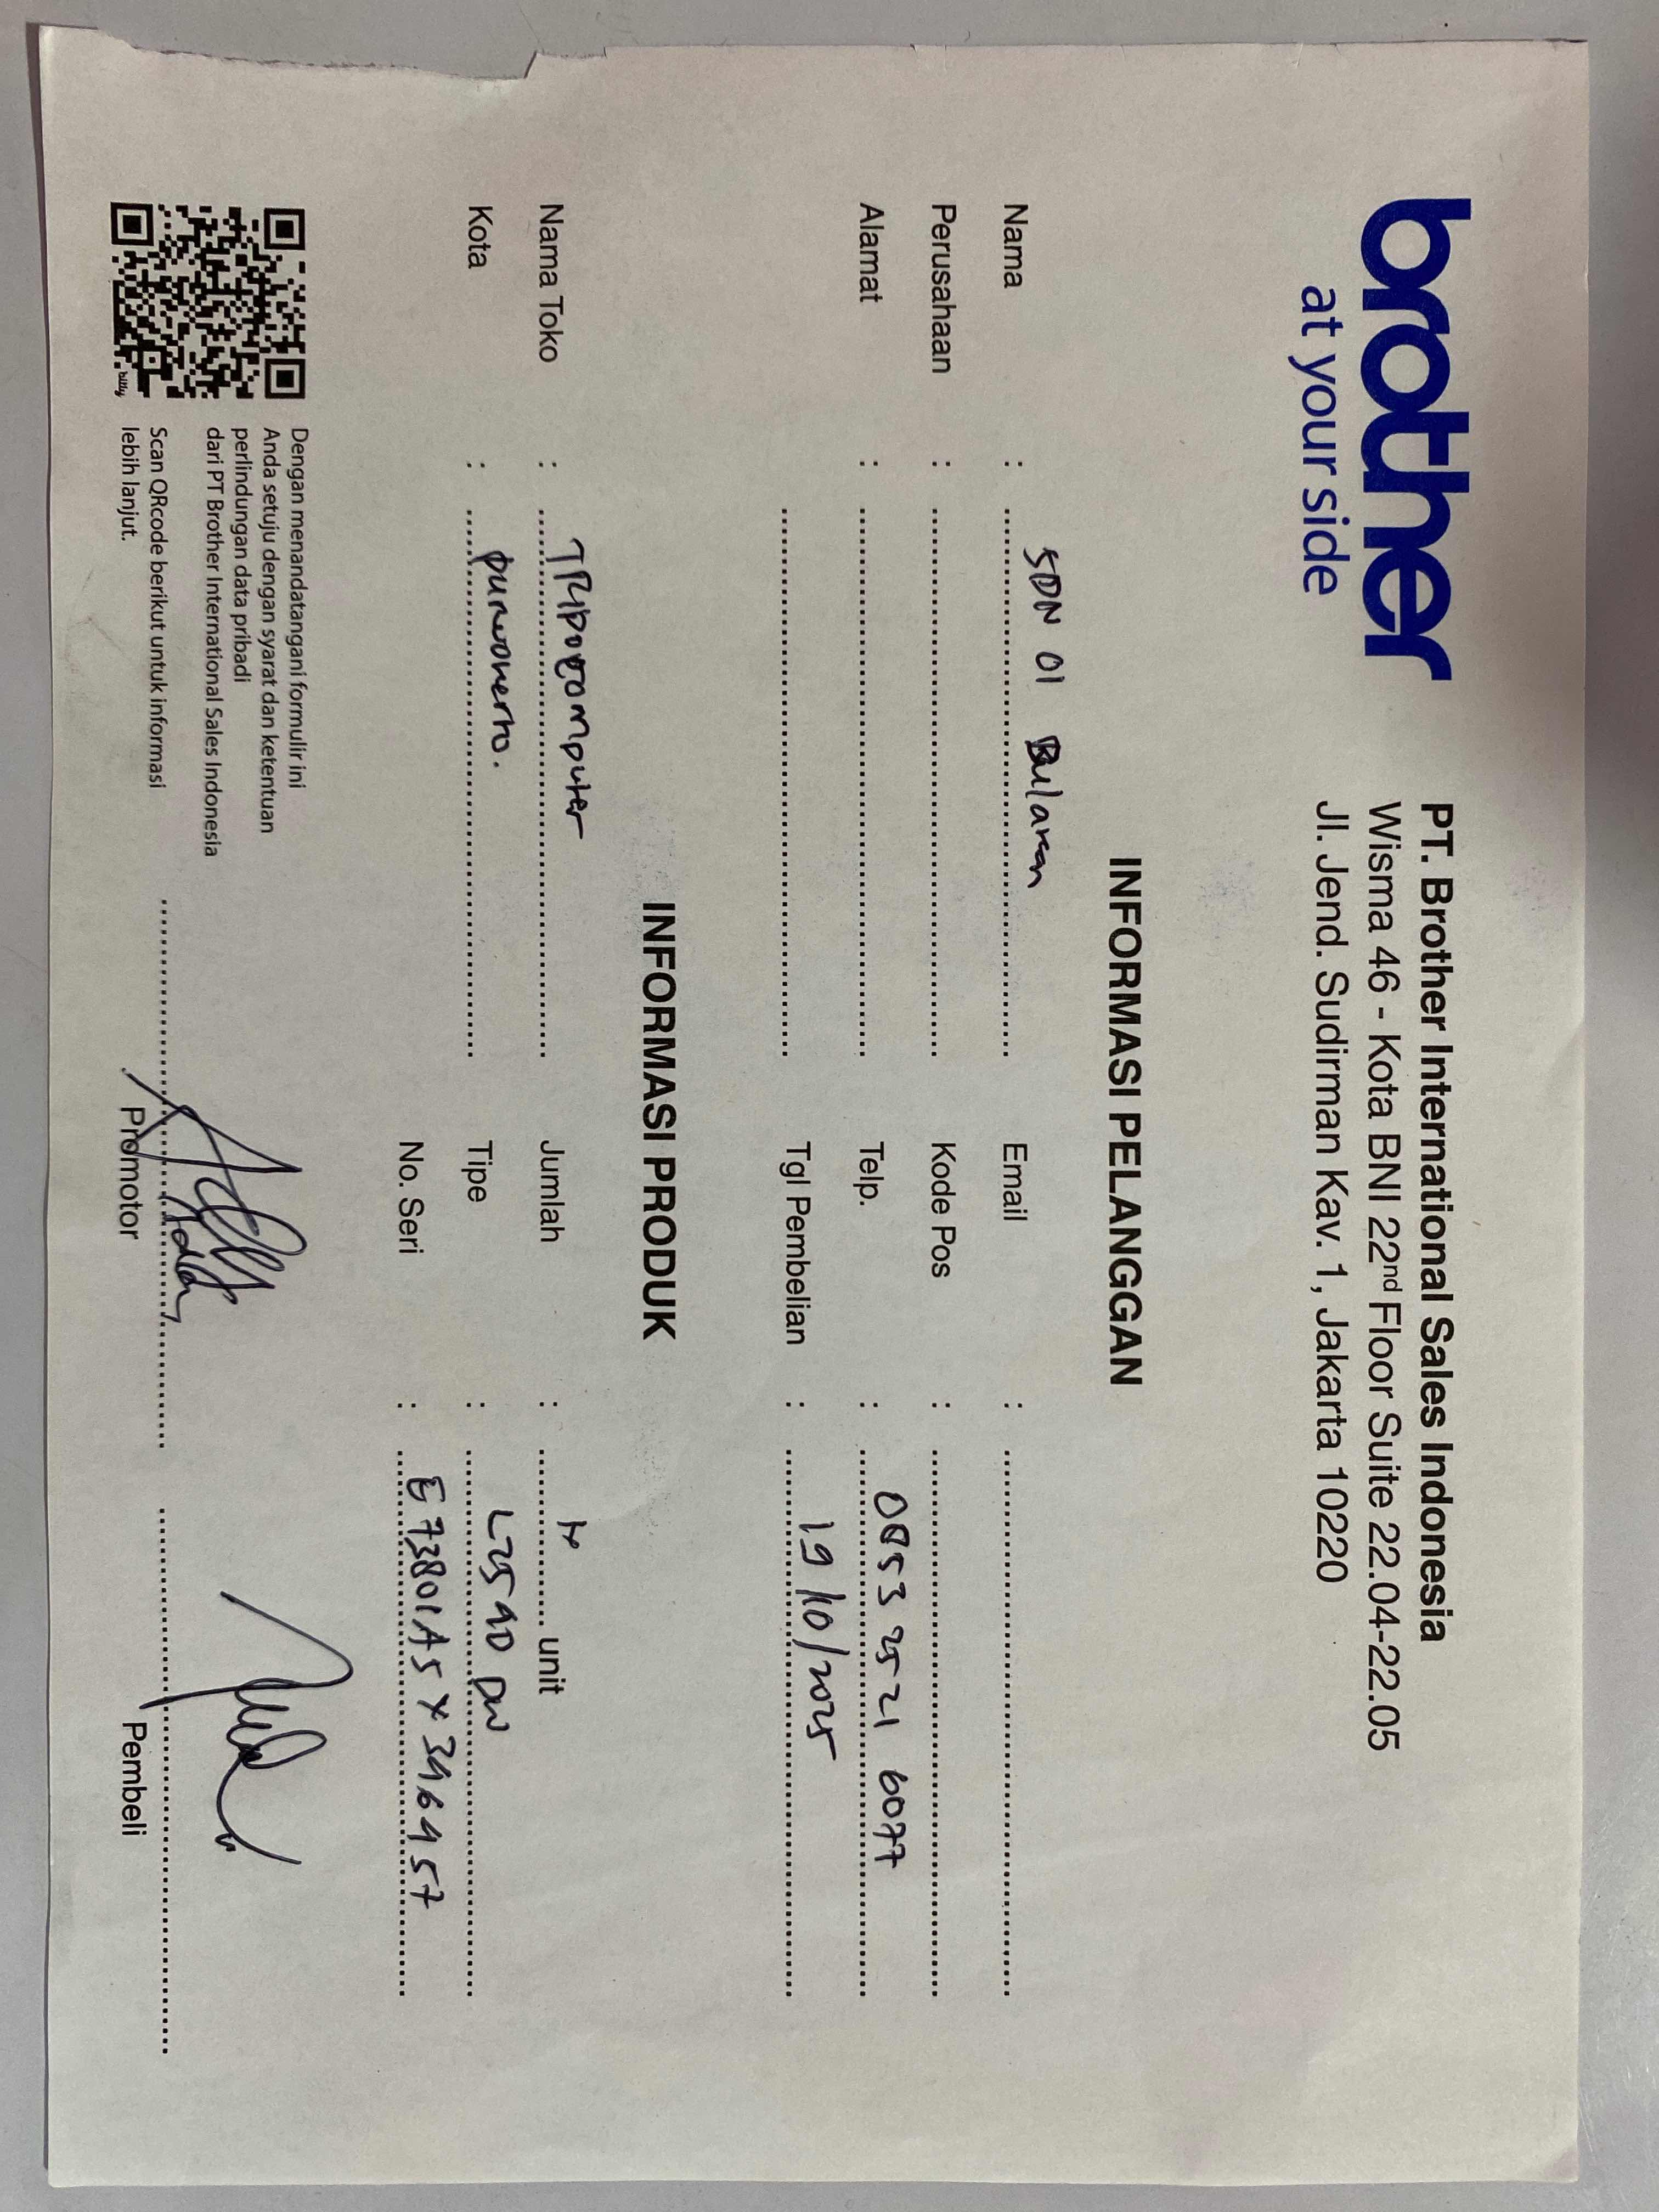 brother
at your side
PT. Brother International Sales Indonesia
Wisma 46 - Kota BNI 22nd Floor Suite 22.04-22.05
Jl. Jend. Sudirman Kav. 1, Jakarta 10220
INFORMASI PELANGGAN
Nama : SDN 01 Email :
Perusahaan : Kode Pos :
Alamat : Telp. : 0853 2521 6077
Tgl Pembelian : 19/10/2025
INFORMASI PRODUK
Nama Toko : Jumlah : unit
Kota : purwokerto. Tipe : L2540 DW
No. Seri : E73801A5
Dengan menandatangani formulir ini
Anda setuju dengan syarat dan ketentuan
perlindungan data pribadi
dari PT Brother International Sales Indonesia
Scan QRcode berikut untuk informasi
lebih lanjut.
bitly
Promotor Pembeli